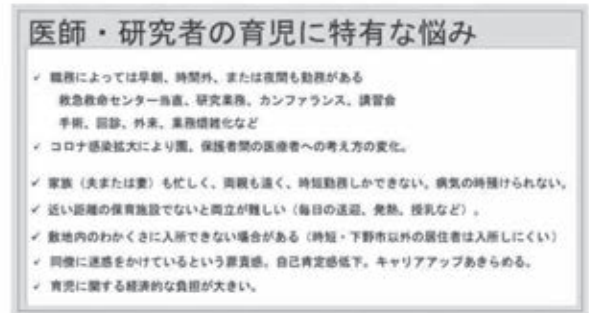 医師・研究者の育児に特有な悩み
✓ 職務によっては早朝、時間外、または夜間も勤務がある
救急救命センター当直、研究業務、カンファランス、講習会
手術、回診、外来、業務煩雑化など
✓ コロナ感染拡大により園、保護者間の医療者への考え方の変化。
✓ 家族（夫または妻）も忙しく、両親も遠く、時短勤務しかできない。病気の時預けられない。
✓ 近い距離の保育施設でないと両立が難しい（毎日の送迎、発熱、授乳など）。
✓ 敷地内のわかくさに入所できない場合がある（時短・下野市以外の居住者は入所しにくい）
✓ 同僚に迷惑をかけているという罪責感、自己肯定感低下。キャリアアップあきらめる。
✓ 育児に関する経済的な負担が大きい。